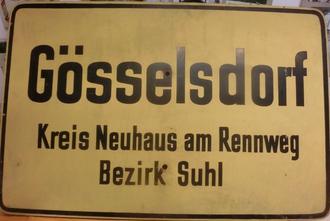 Gösselsdorf
Kreis Neuhaus am Rennweg
Bezirk Suhl